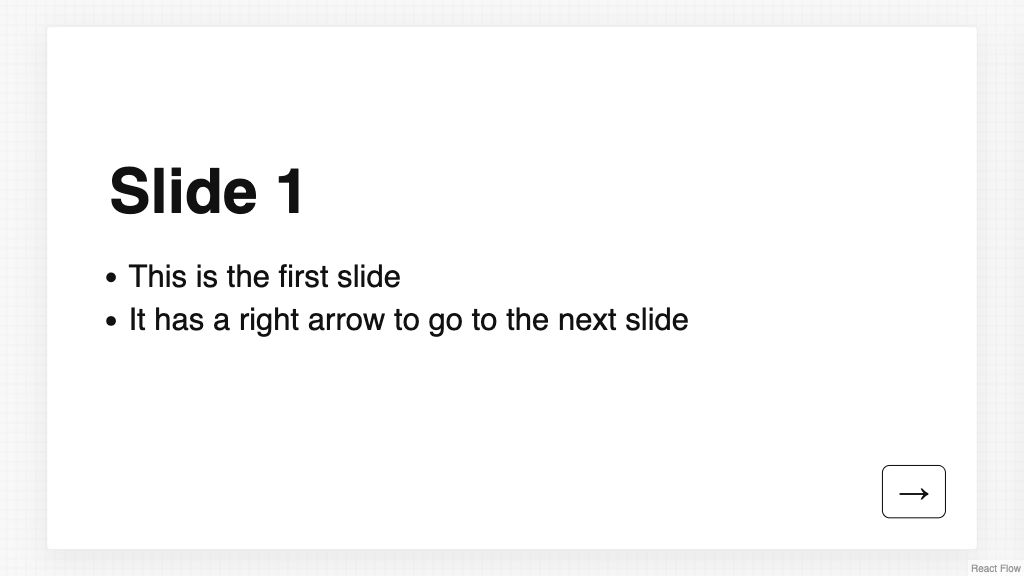 Slide 1
• This is the first slide
• It has a right arrow to go to the next slide
→
React Flow